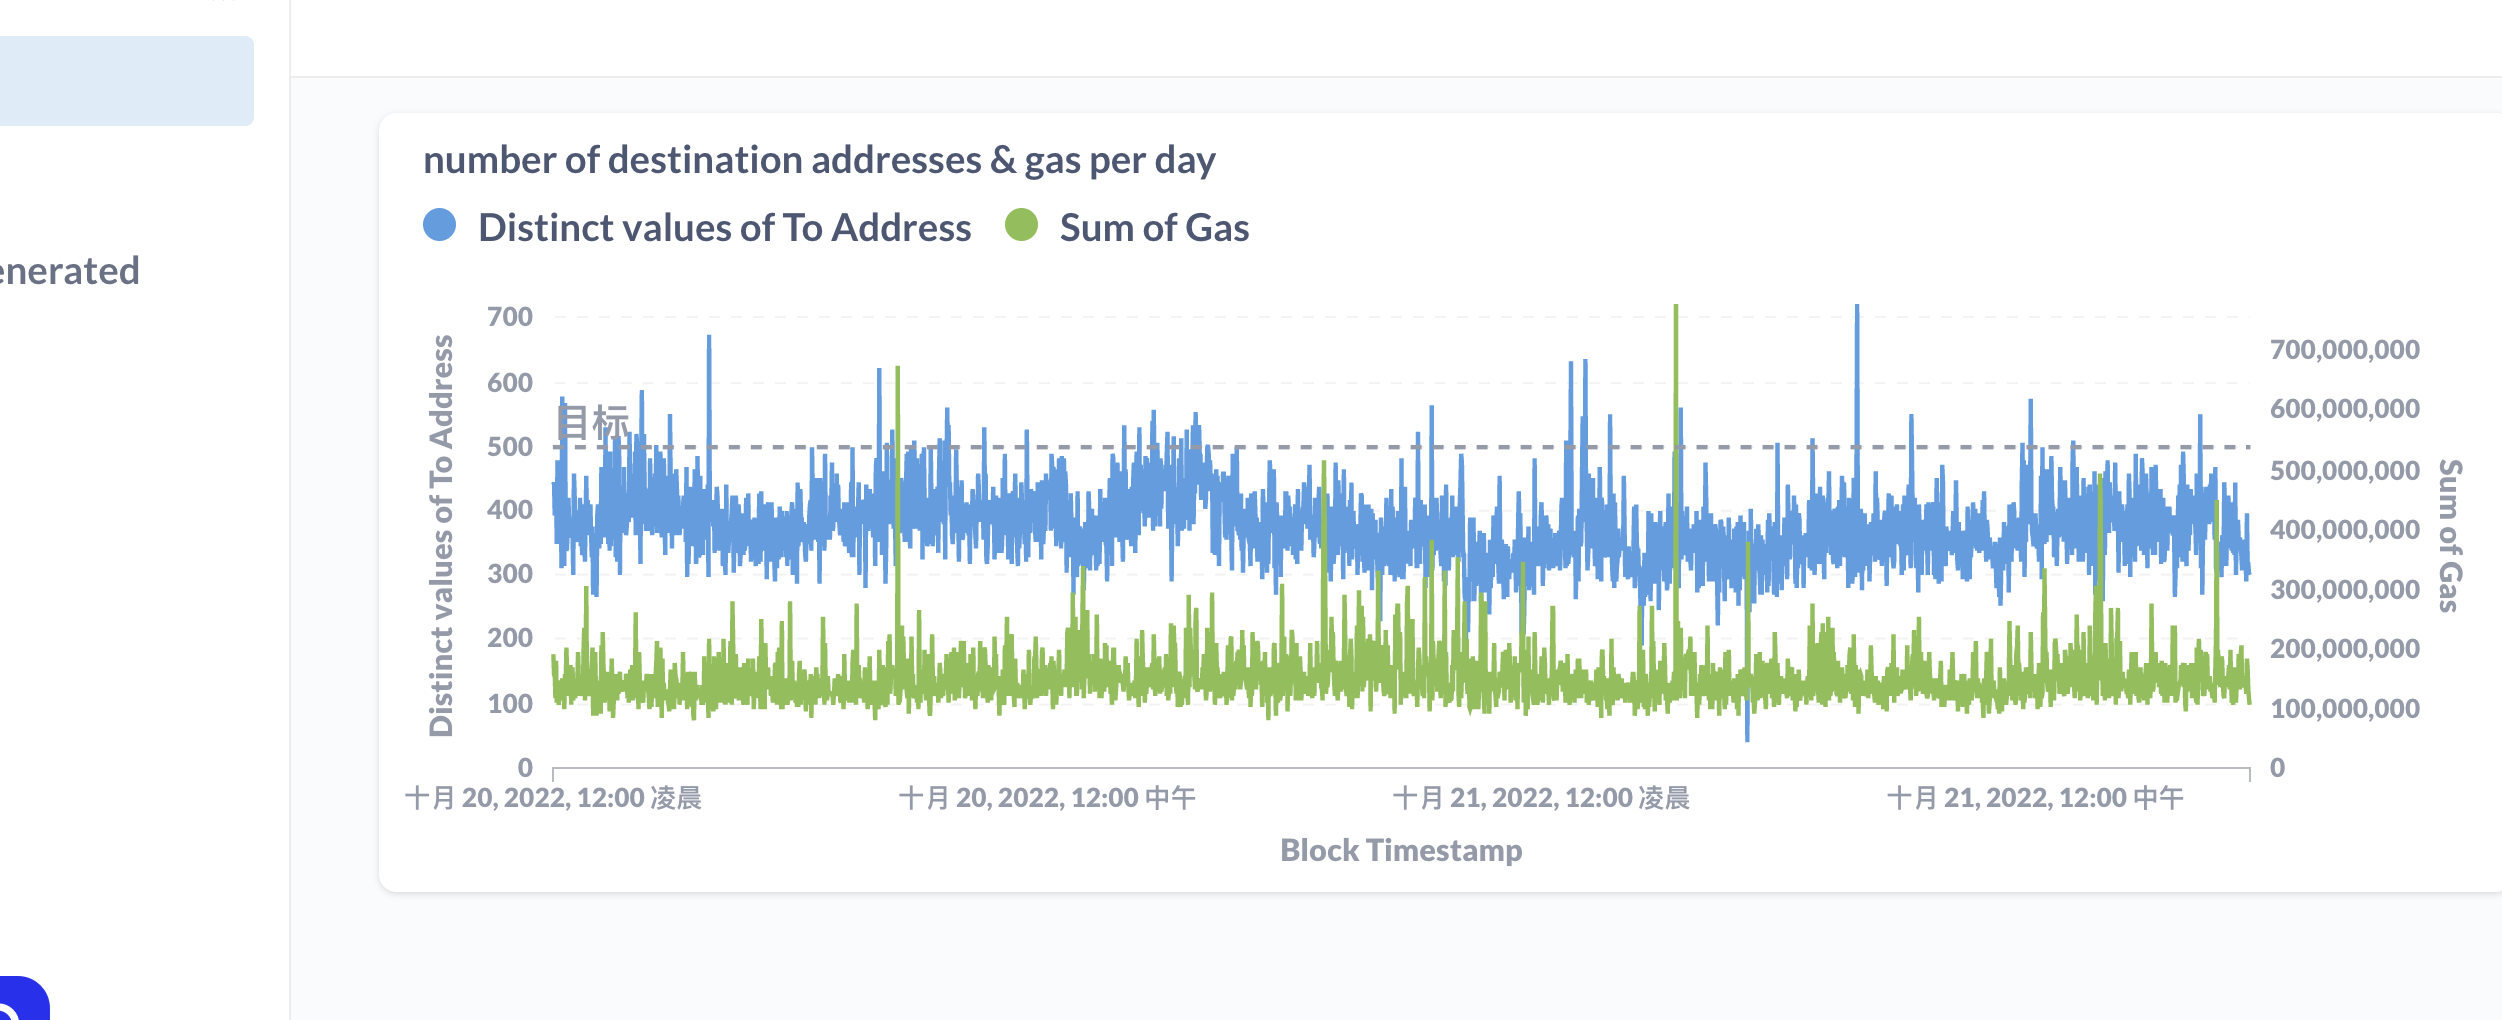 enerated
number of destination addresses & gas per day
Distinct values of To Address
Sum of Gas
Distinct values of To Address
700
600
500
400
300
200
100
0
目标
700,000,000
600,000,000
500,000,000
400,000,000
300,000,000
200,000,000
100,000,000
0
Sum of Gas
十月 20, 2022, 12:00 凌晨
十月 20, 2022, 12:00 中午
十月 21, 2022, 12:00 凌晨
十月 21, 2022, 12:00 中午
Block Timestamp